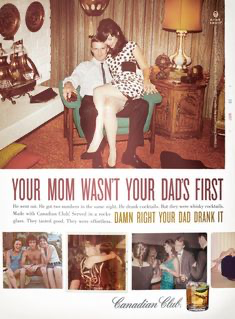 YOUR MOM WASN'T YOUR DAD'S FIRST
He went out. He got two numbers in the same night. He drank cocktails. But they were whisky cocktails.
Made with Canadian Club. Served in a rocks
glass. They tasted good. They were effortless.
DAMN RIGHT YOUR DAD DRANK IT
Canadian Club.